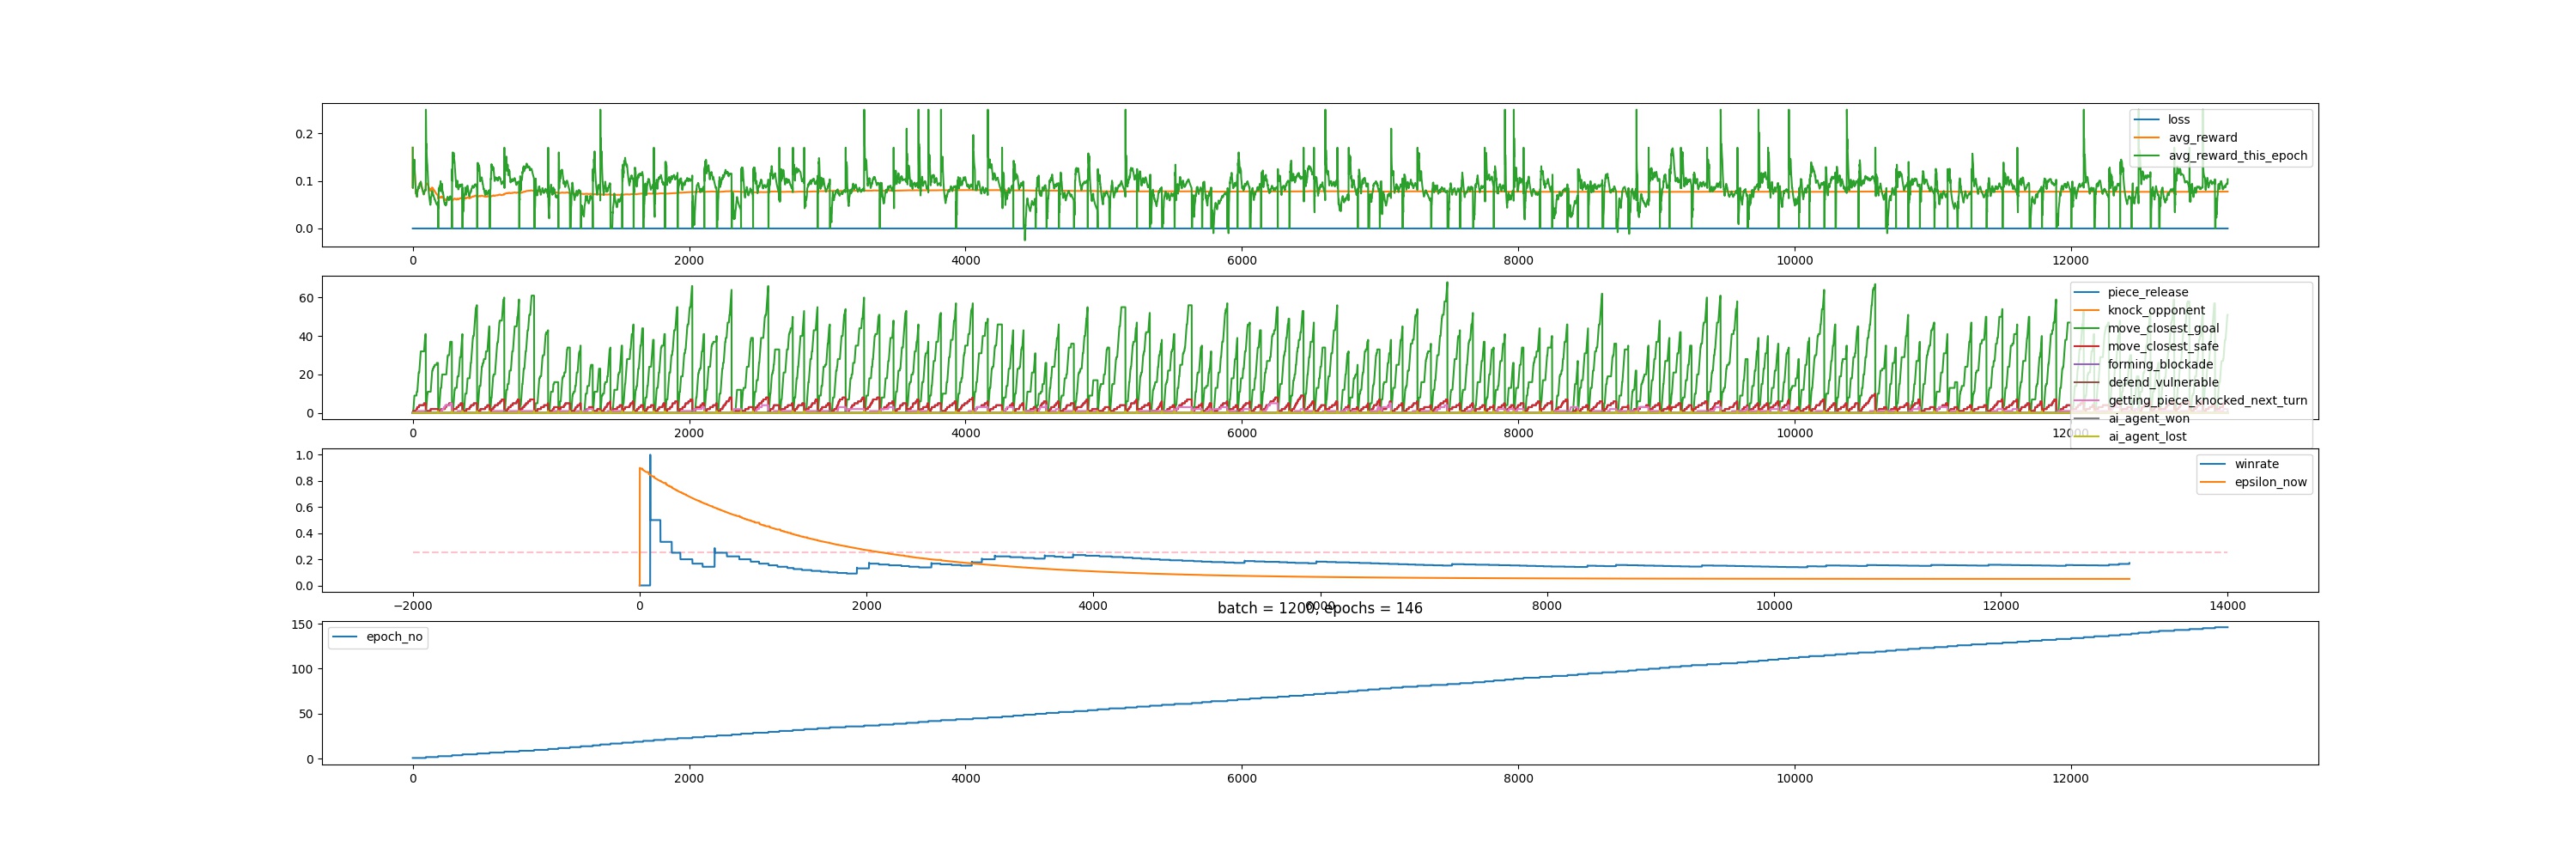 0.2
0.1
0.0
loss
avg_reward
avg_reward_this_epoch
0 2000 4000 6000 8000 10000 12000
60
40
20
0
piece_release
knock_opponent
move_closest_goal
move_closest_safe
forming_blockade
defend_vulnerable
getting_piece_knocked_next_turn
ai_agent_won
ai_agent_lost
0 2000 4000 6000 8000 10000 12000
1.0
0.8
0.6
0.4
0.2
0.0
winrate
epsilon_now
−2000 0 2000 4000 6000 8000 10000 12000 14000
batch = 1200, epochs = 146
150
100
50
0
epoch_no
0 2000 4000 6000 8000 10000 12000